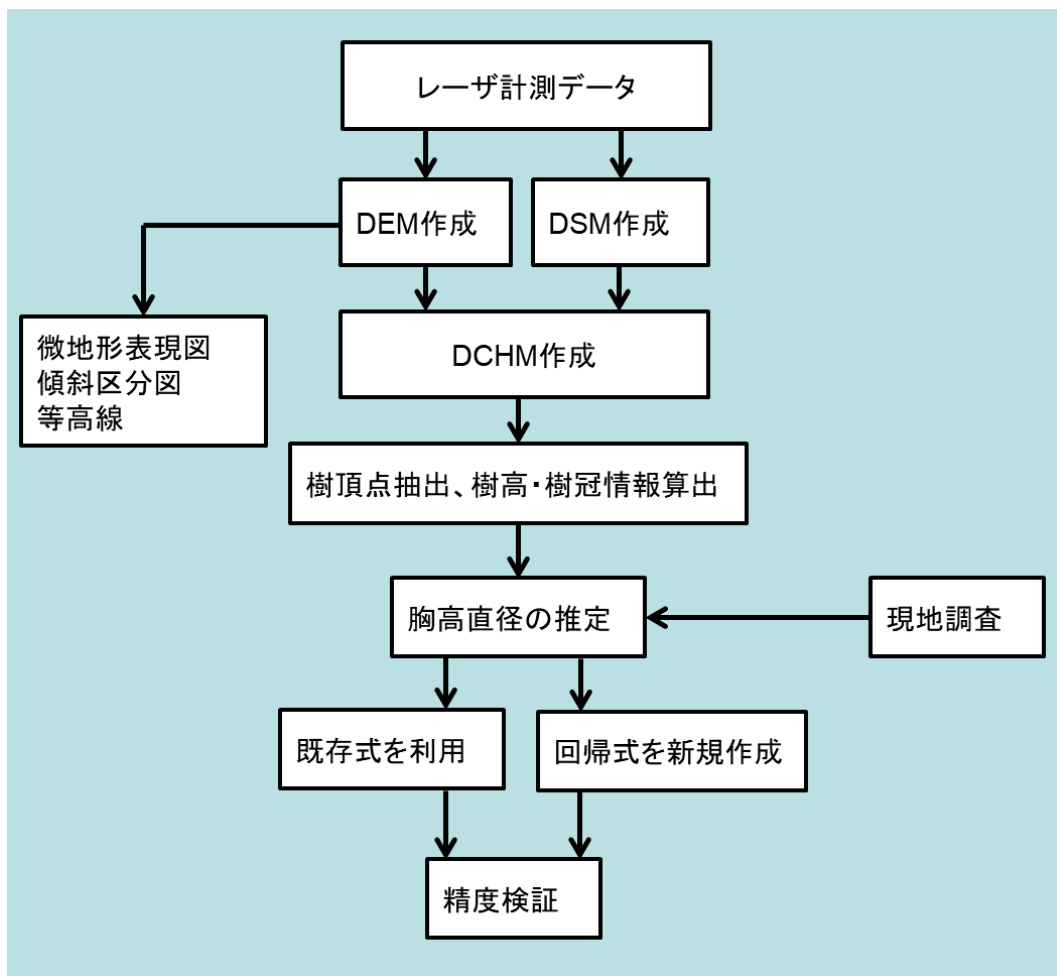 レーザ計測データ
DEM作成
DSM作成
微地形表現図
傾斜区分図
等高線
DCHM作成
樹頂点抽出、樹高・樹冠情報算出
胸高直径の推定
現地調査
既存式を利用
回帰式を新規作成
精度検証